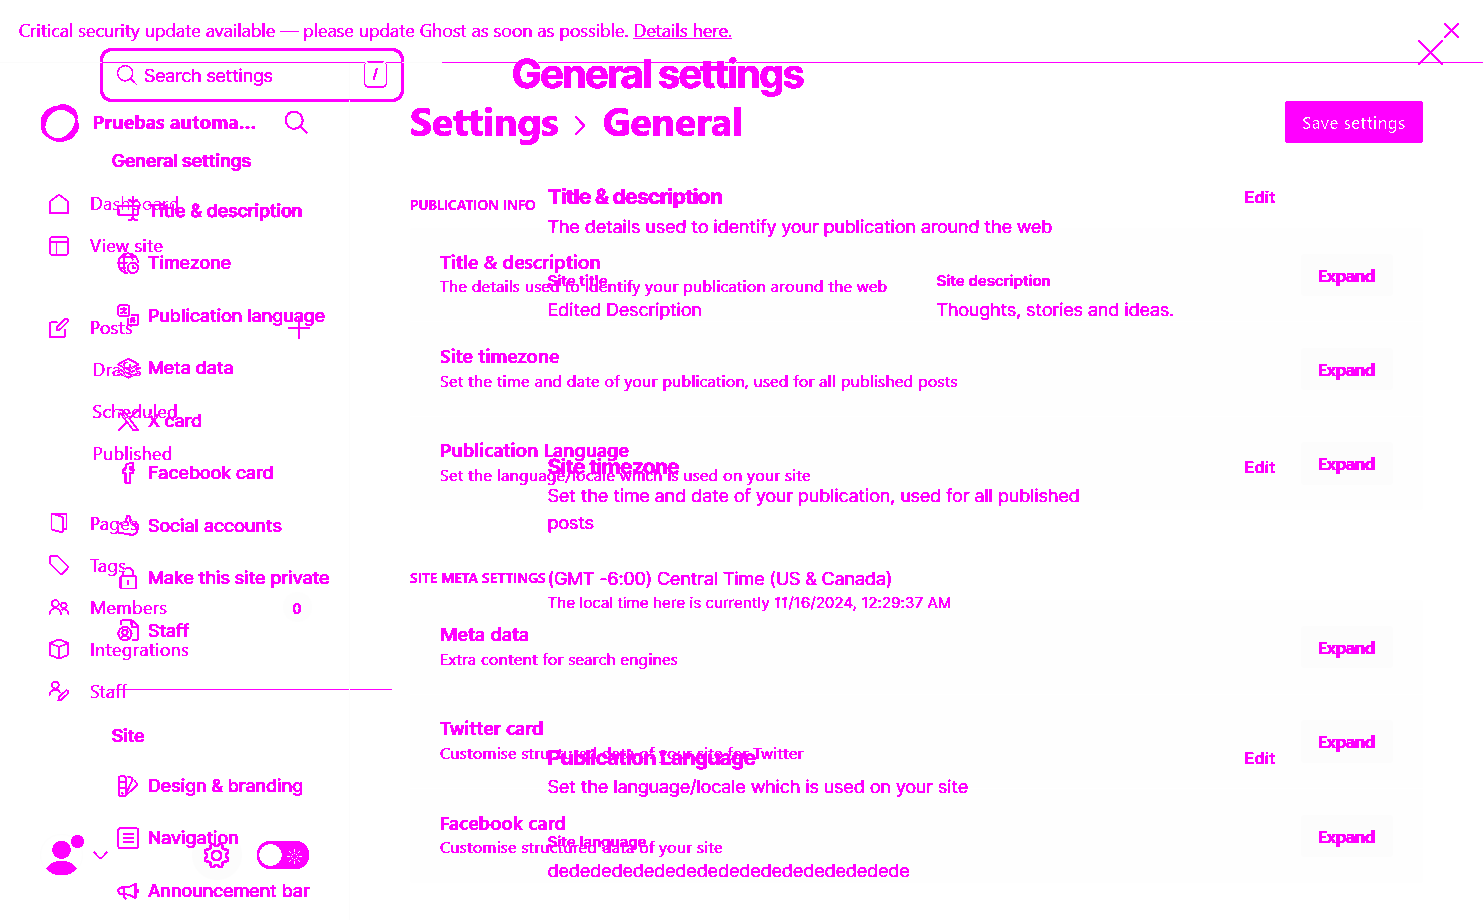 Critical security update available — please update Ghost as soon as possible. Details here.
Search settings
/
General settings
Pruebas automa...
Settings › General
Save settings
General settings
Dashboard
Title & description
View site
Timezone
Publication language
Posts
Meta data
Drafts
Scheduled
X card
Published
Facebook card
Pages
Social accounts
Tags
Make this site private
Members
0
Staff
Integrations
Staff
Site
Design & branding
Navigation
Announcement bar
PUBLICATION INFO
Title & description
Edit
The details used to identify your publication around the web
Title & description
The details used to identify your publication around the web
Expand
Site title
Site description
Edited Description
Thoughts, stories and ideas.
Site timezone
Set the time and date of your publication, used for all published posts
Expand
Publication Language
Set the language/locale which is used on your site
Expand
Site timezone
Edit
Set the time and date of your publication, used for all published
posts
SITE META SETTINGS
(GMT -6:00) Central Time (US & Canada)
The local time here is currently 11/16/2024, 12:29:37 AM
Meta data
Extra content for search engines
Expand
Twitter card
Customise structured data of your site for Twitter
Expand
Publication Language
Edit
Set the language/locale which is used on your site
Facebook card
Customise structured data of your site
Expand
Site language
dedededededededededededededededede